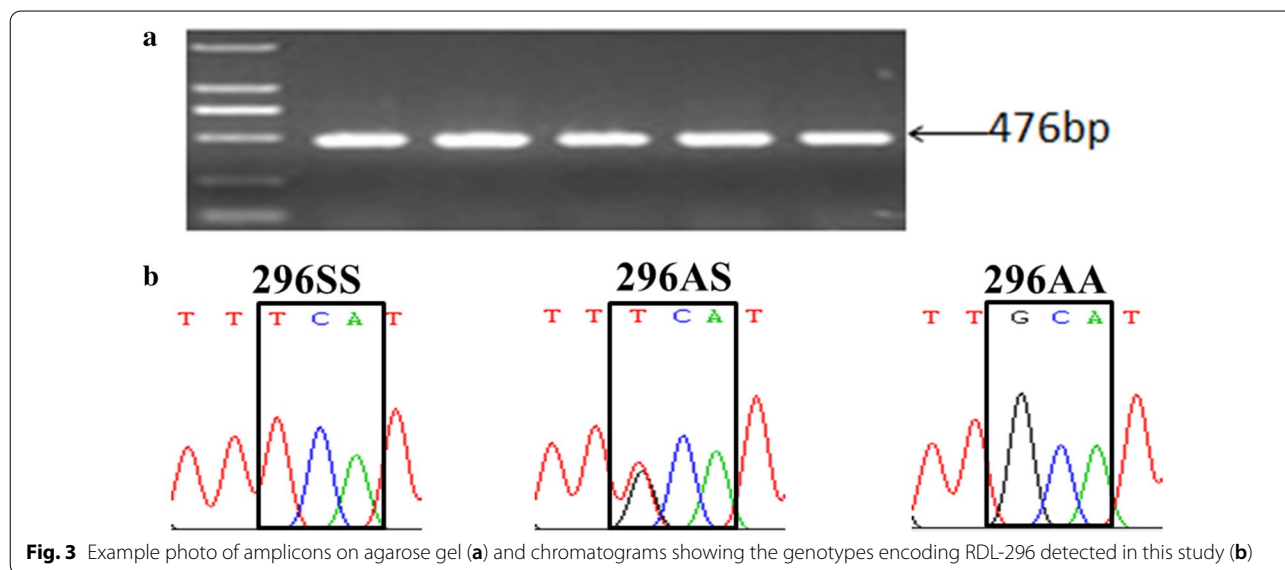 a
476bp
b
296SS 296AS 296AA
T T T C A T T T T C A T T T G C A T
Fig. 3 Example photo of amplicons on agarose gel (a) and chromatograms showing the genotypes encoding RDL-296 detected in this study (b)